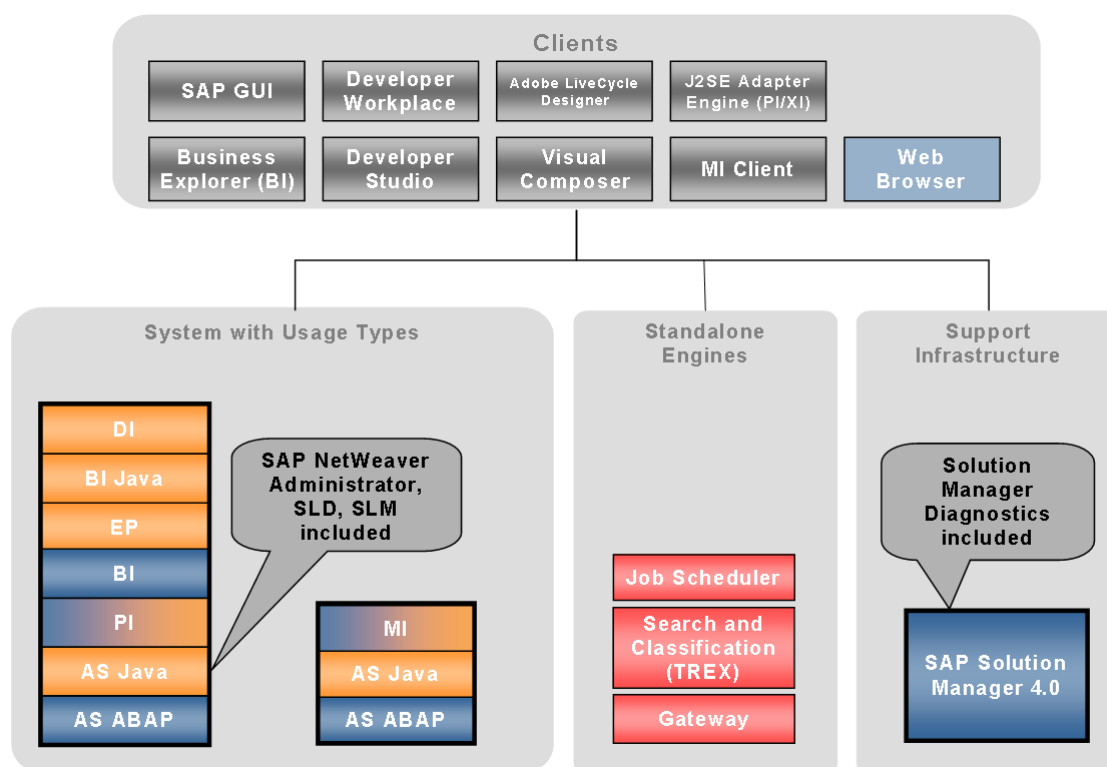 Clients
SAP GUI
Developer
Workplace
Adobe LiveCycle
Designer
J2SE Adapter
Engine (PI/XI)
Business
Explorer (BI)
Developer
Studio
Visual
Composer
MI Client
Web
Browser
System with Usage Types
DI
BI Java
EP
BI
PI
AS Java
AS ABAP
SAP NetWeaver
Administrator,
SLD, SLM
included
MI
AS Java
AS ABAP
Standalone
Engines
Job Scheduler
Search and
Classification
(TREX)
Gateway
Support
Infrastructure
Solution
Manager
Diagnostics
included
SAP Solution
Manager 4.0